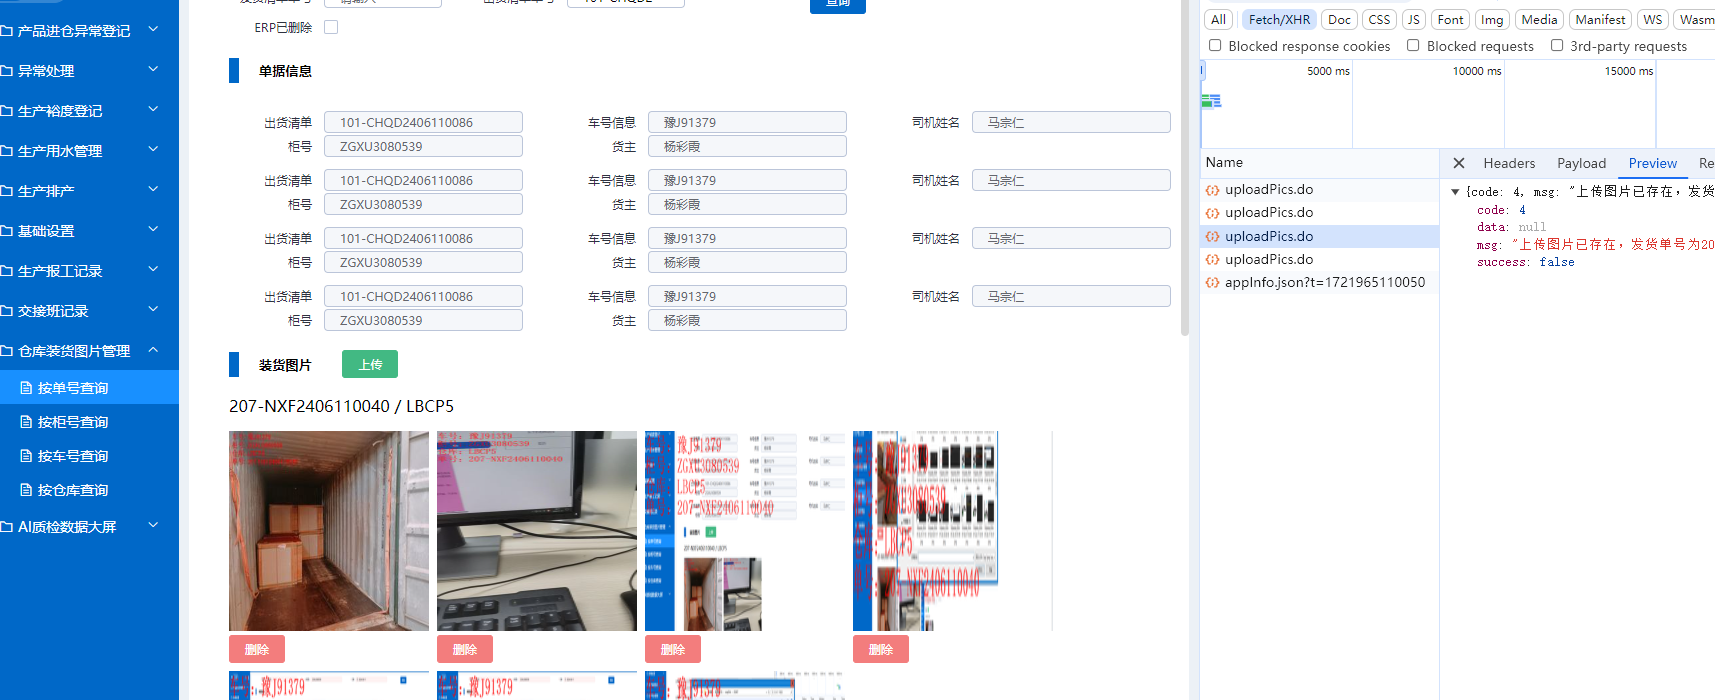 产品进仓异常登记
异常处理
生产裕度登记
生产用水管理
生产排产
基础设置
生产报工记录
交接班记录
仓库装货图片管理
按单号查询
按柜号查询
按车号查询
按仓库查询
AI质检数据大屏
查询
ERP已删除
单据信息
出货清单 101-CHQD2406110086 车号信息 豫J91379 司机姓名 马宗仁
柜号 ZGXU3080539 货主 杨彩霞
出货清单 101-CHQD2406110086 车号信息 豫J91379 司机姓名 马宗仁
柜号 ZGXU3080539 货主 杨彩霞
出货清单 101-CHQD2406110086 车号信息 豫J91379 司机姓名 马宗仁
柜号 ZGXU3080539 货主 杨彩霞
出货清单 101-CHQD2406110086 车号信息 豫J91379 司机姓名 马宗仁
柜号 ZGXU3080539 货主 杨彩霞
装货图片 上传
207-NXF2406110040 / LBCP5
车号: 豫J91379
LBCP5
207-NXF2406110040
豫J91379
ZGXU3080539
LBCP5
207-NXF2406110040
LBCP5
207-NXF2406110040
删除 删除 删除 删除
豫J91379 豫J91379
All Fetch/XHR Doc CSS JS Font Img Media Manifest WS Wasm
Blocked response cookies Blocked requests 3rd-party requests
5000 ms 10000 ms 15000 ms
Name
uploadPics.do
uploadPics.do
uploadPics.do
uploadPics.do
appInfo.json?t=1721965110050
Headers Payload Preview Re
{code: 4, msg: "上传图片已存在，发货
code: 4
data: null
msg: "上传图片已存在，发货单号为20
success: false